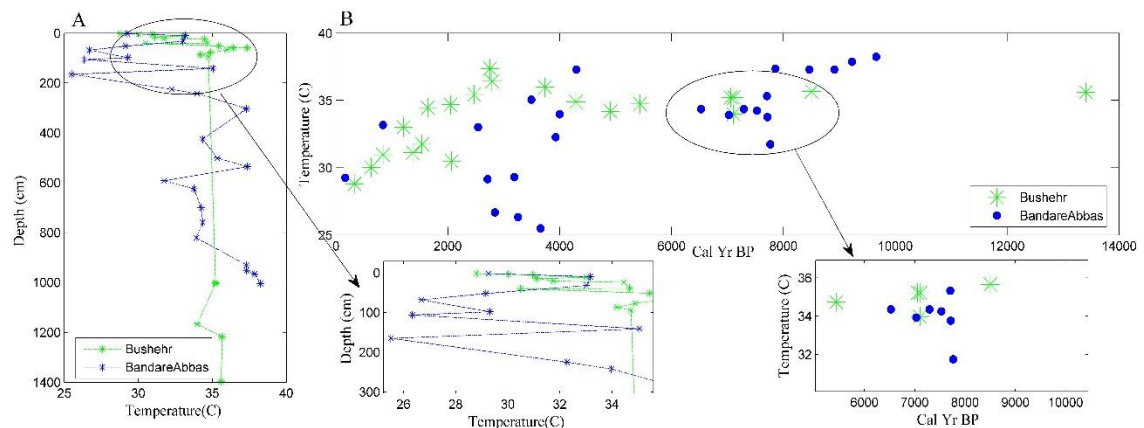 A
0
200
400
600
800
1000
1200
1400
Depth (cm)
Bushehr
BandareAbbas
25 30 35 40
Temperature(C)
B
40
35
30
25
Temperature (C)
Bushehr
BandareAbbas
0 2000 4000 6000 8000 10000 12000 14000
Cal Yr BP
0
100
200
300
Depth (cm)
26 28 30 32 34
Temperature(C)
36
34
32
Temperature (C)
6000 7000 8000 9000 10000
Cal Yr BP